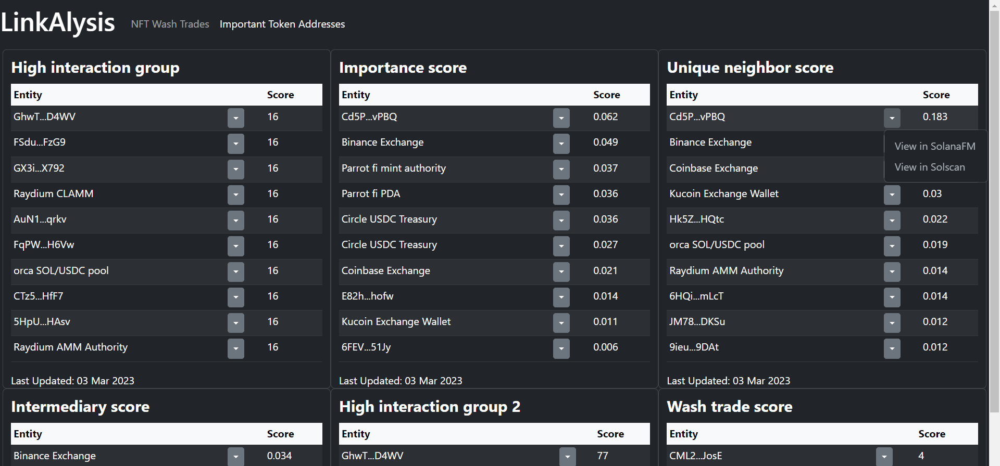 LinkAlysis NFT Wash Trades Important Token Addresses
High interaction group
Entity Score
GhwT...D4WV 16
FSdu...FzG9 16
GX3i...X792 16
Raydium CLAMM 16
AuN1...qrkv 16
FqPW...H6Vw 16
orca SOL/USDC pool 16
CTz5...HfF7 16
5HpU...HAsv 16
Raydium AMM Authority 16
Last Updated: 03 Mar 2023
Importance score
Entity Score
Cd5P...vPBQ 0.062
Binance Exchange 0.049
Parrot fi mint authority 0.037
Parrot fi PDA 0.036
Circle USDC Treasury 0.036
Circle USDC Treasury 0.027
Coinbase Exchange 0.021
E82h...hofw 0.014
Kucoin Exchange Wallet 0.011
6FEV...51Jy 0.006
Last Updated: 03 Mar 2023
Unique neighbor score
Entity Score
Cd5P...vPBQ 0.183
Binance Exchange
View in SolanaFM
Coinbase Exchange
View in Solscan
Kucoin Exchange Wallet 0.03
Hk5Z...HQtc 0.022
orca SOL/USDC pool 0.019
Raydium AMM Authority 0.014
6HQi...mLcT 0.014
JM78...DKSu 0.012
9ieu...9DAt 0.012
Last Updated: 03 Mar 2023
Intermediary score
Entity Score
Binance Exchange 0.034
High interaction group 2
Entity Score
GhwT...D4WV 77
Wash trade score
Entity Score
CML2...JosE 4